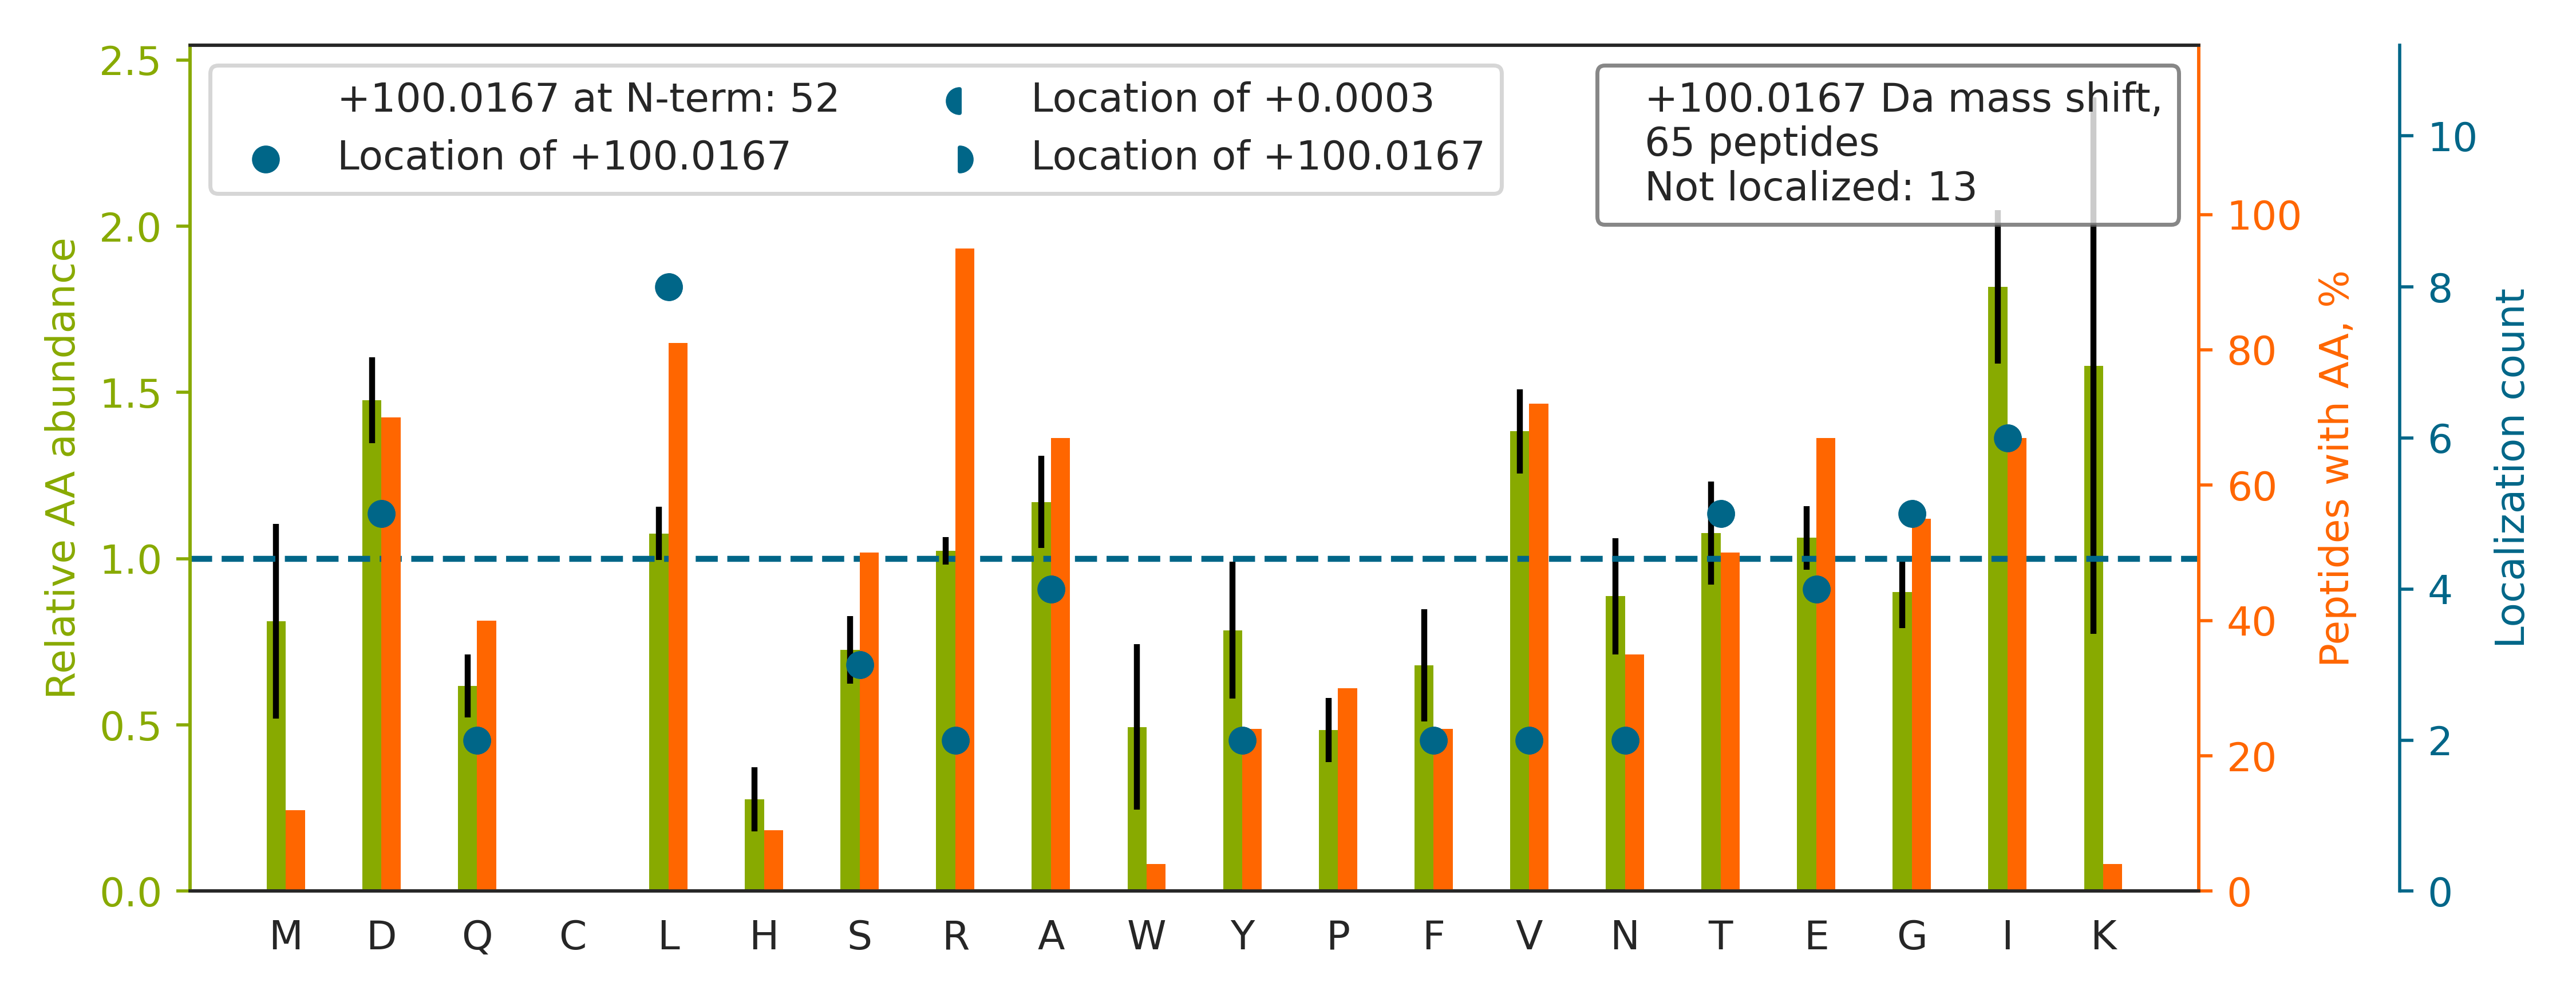 +100.0167 at N-term: 52
Location of +100.0167
Location of +0.0003
Location of +100.0167
+100.0167 Da mass shift,
65 peptides
Not localized: 13
Relative AA abundance
2.5
2.0
1.5
1.0
0.5
0.0
M D Q C L H S R A W Y P F V N T E G I K
100
80
60
40
20
0
Peptides with AA, %
10
8
6
4
2
0
Localization count